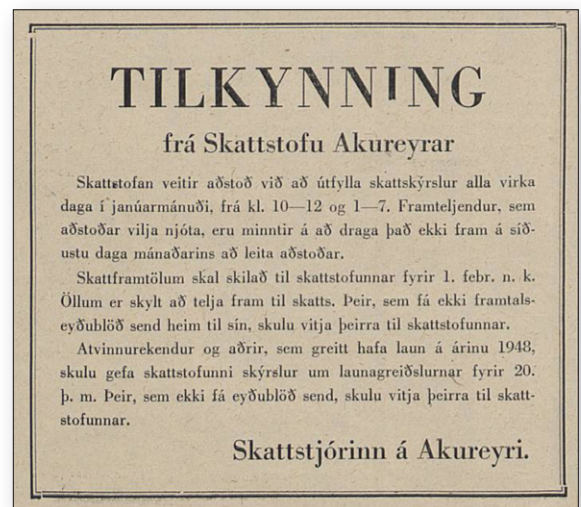 TILKYNNING
frá Skattstofu Akureyrar
Skattstofan veitir aðstoð við að útfylla skattskýrslur alla virka
daga í janúarmánuði, frá kl. 10—12 og 1—7. Framteljendur, sem
aðstoðar vilja njóta, eru minntir á að draga það ekki fram á síð-
ustu daga mánaðarins að leita aðstoðar.
Skattframtölum skal skilað til skattstofunnar fyrir 1. febr. n. k.
Öllum er skylt að telja fram til skatts. Þeir, sem fá ekki framtals-
eyðublöð send heim til sín, skulu vitja þeirra til skattstofunnar.
Atvinnurekendur og aðrir, sem greitt hafa laun á árinu 1948,
skulu gefa skattstofunni skýrslur um launagreiðslurnar fyrir 20.
þ. m. Þeir, sem ekki fá eyðublöð send, skulu vitja þeirra til skatt-
stofunnar.
Skattstjórinn á Akureyri.